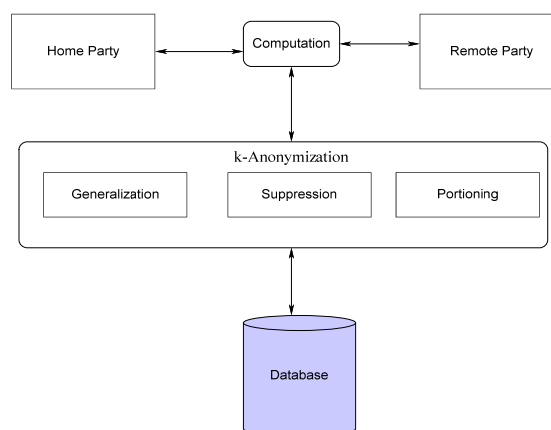 Home Party
Computation
Remote Party
k-Anonymization
Generalization
Suppression
Portioning
Database